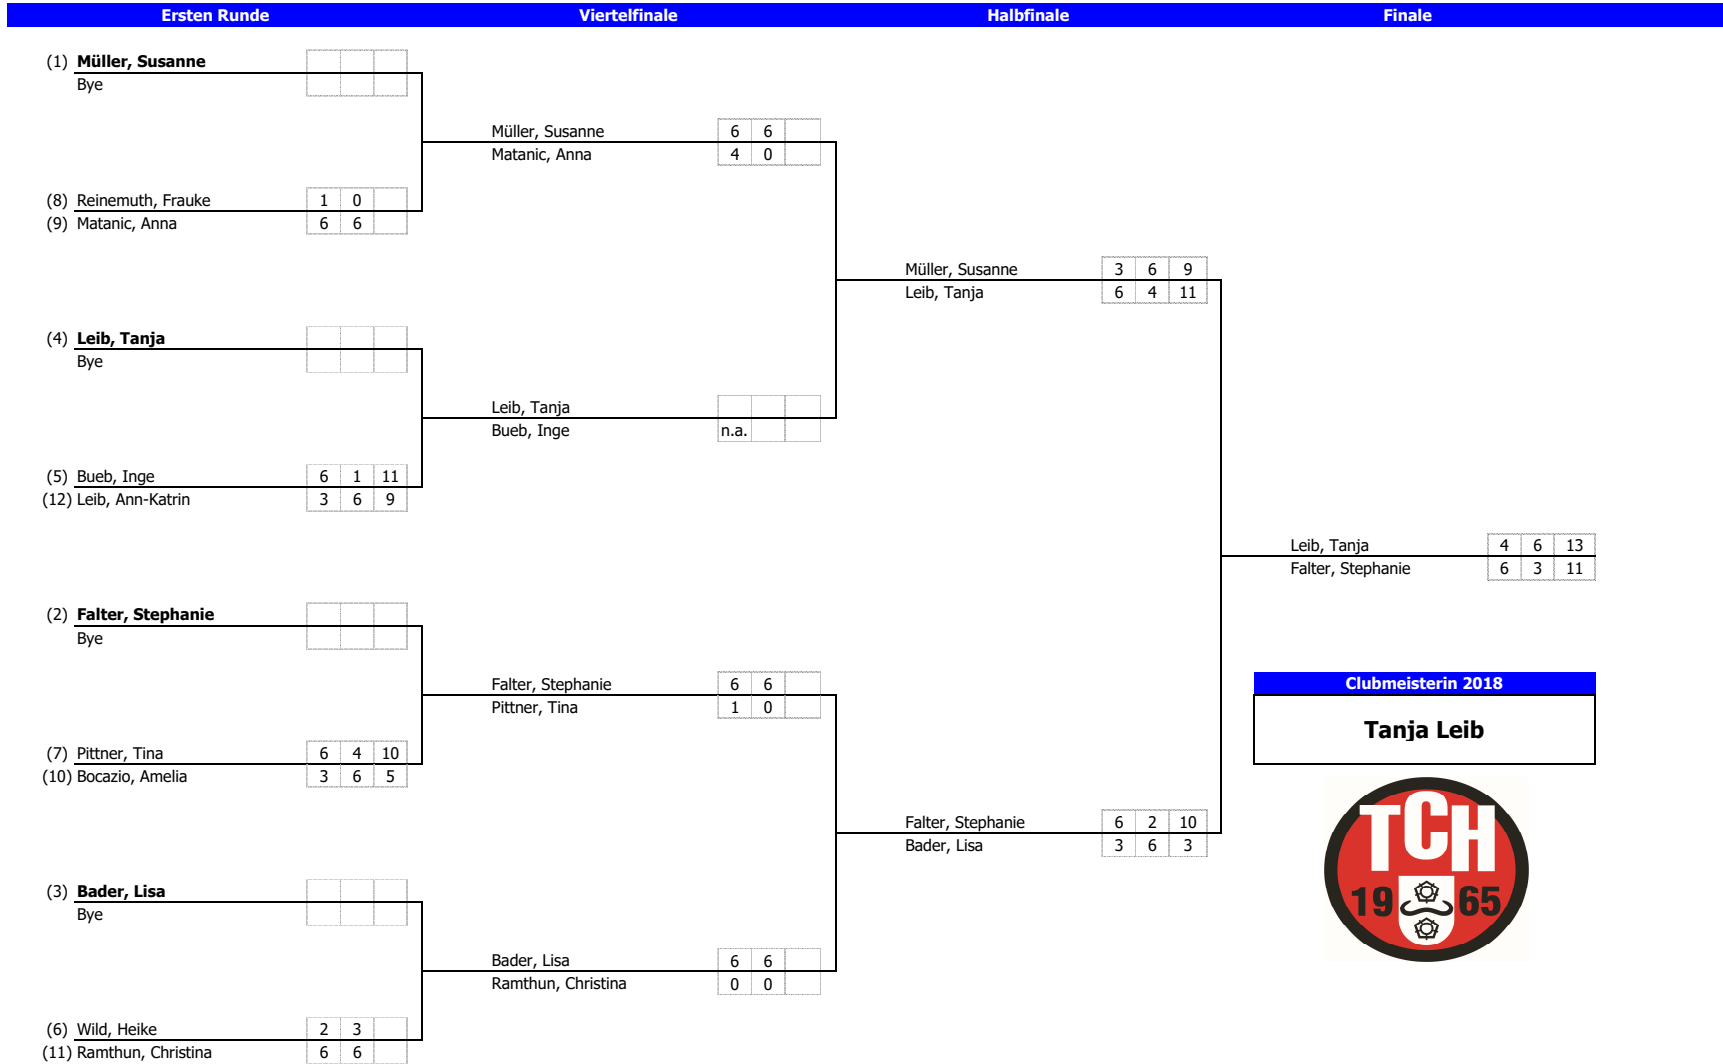 Ersten Runde Viertelfinale Halbfinale Finale
(1) Müller, Susanne
Bye
Müller, Susanne 6 6
Matanic, Anna 4 0
(8) Reinemuth, Frauke 1 0
(9) Matanic, Anna 6 6
Müller, Susanne 3 6 9
Leib, Tanja 6 4 11
(4) Leib, Tanja
Bye
Leib, Tanja
Bueb, Inge n.a.
(5) Bueb, Inge 6 1 11
(12) Leib, Ann-Katrin 3 6 9
Leib, Tanja 4 6 13
Falter, Stephanie 6 3 11
(2) Falter, Stephanie
Bye
Falter, Stephanie 6 6
Pittner, Tina 1 0
Clubmeisterin 2018
Tanja Leib
(7) Pittner, Tina 6 4 10
(10) Bocazio, Amelia 3 6 5
TCH
Falter, Stephanie 6 2 10
Bader, Lisa 3 6 3
(3) Bader, Lisa
Bye
19 65
Bader, Lisa 6 6
Ramthun, Christina 0 0
(6) Wild, Heike 2 3
(11) Ramthun, Christina 6 6